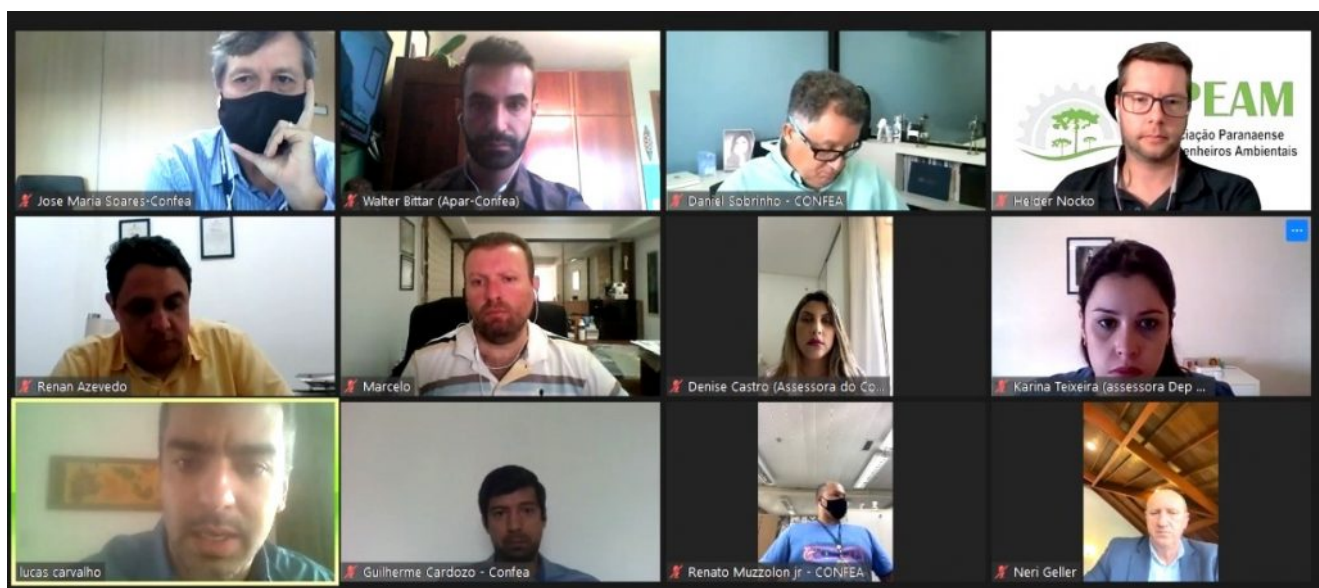 PEAM
ciação Paranaense
enheiros Ambientais
Jose Maria Soares-Confea
Walter Bittar (Apar-Confea)
Daniel Sobrinho - CONFEA
Helder Nocko
Renan Azevedo
Marcelo
Denise Castro (Assessora do Co...
Karina Teixeira (assessora Dep ...
lucas carvalho
Guilherme Cardozo - Confea
Renato Muzzolon jr - CONFEA
Neri Geller